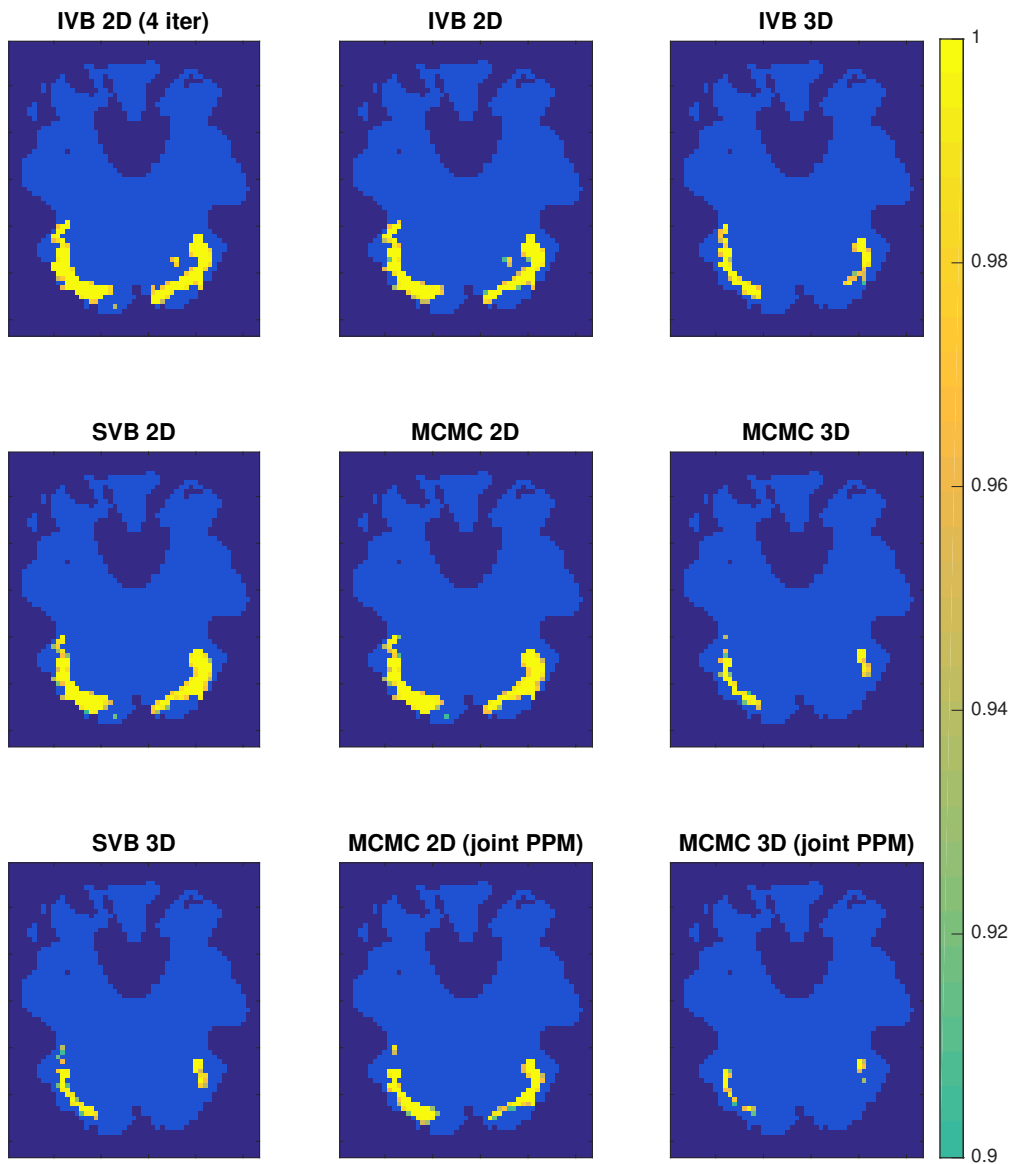 IVB 2D (4 iter)
IVB 2D
IVB 3D
1
0.98
0.96
SVB 2D
MCMC 2D
MCMC 3D
0.94
SVB 3D
MCMC 2D (joint PPM)
MCMC 3D (joint PPM)
0.92
0.9